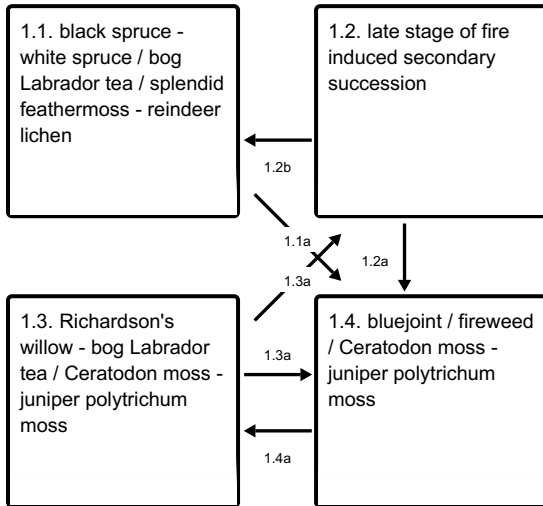 1.1. black spruce -
white spruce / bog
Labrador tea / splendid
feathermoss - reindeer
lichen
1.2. late stage of fire
induced secondary
succession
1.2b
1.1a
1.3a
1.2a
1.3. Richardson's
willow - bog Labrador
tea / Ceratodon moss -
juniper polytrichum
moss
1.3a
1.4a
1.4. bluejoint / fireweed
/ Ceratodon moss -
juniper polytrichum
moss